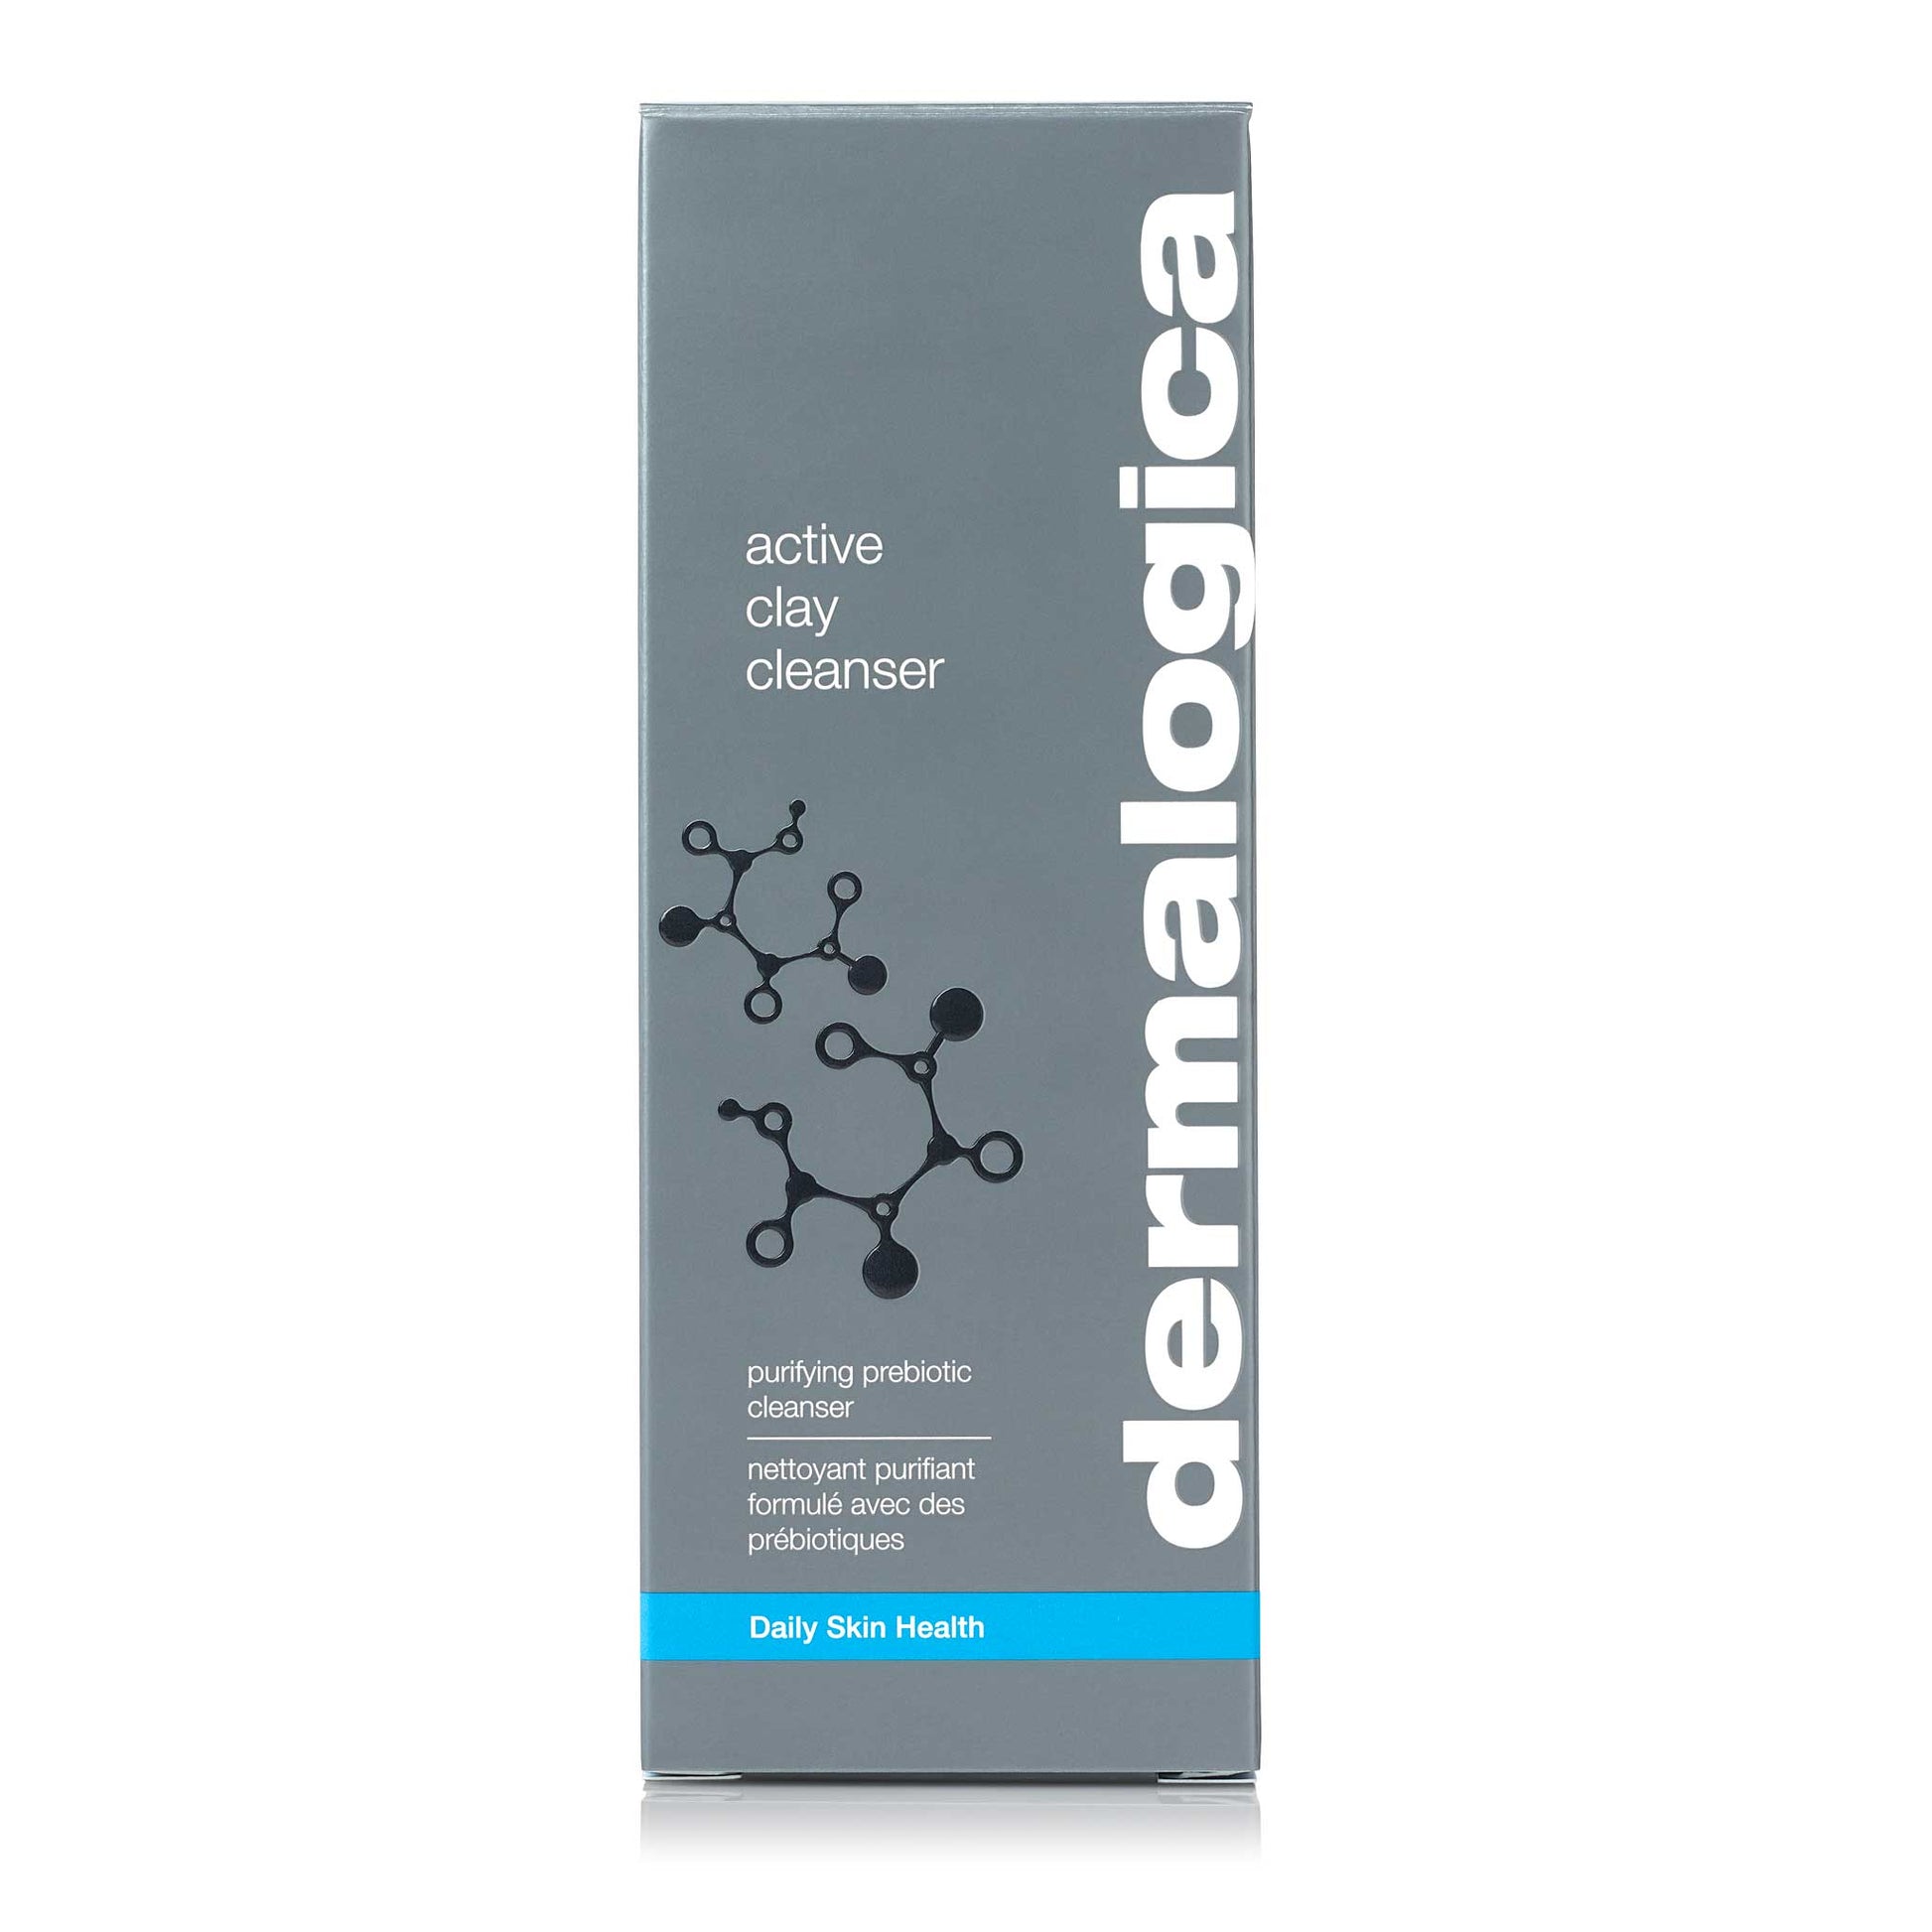 active
clay
cleanser
dermalogica
purifying prebiotic
cleanser
nettoyant purifiant
formulé avec des
prébiotiques
Daily Skin Health